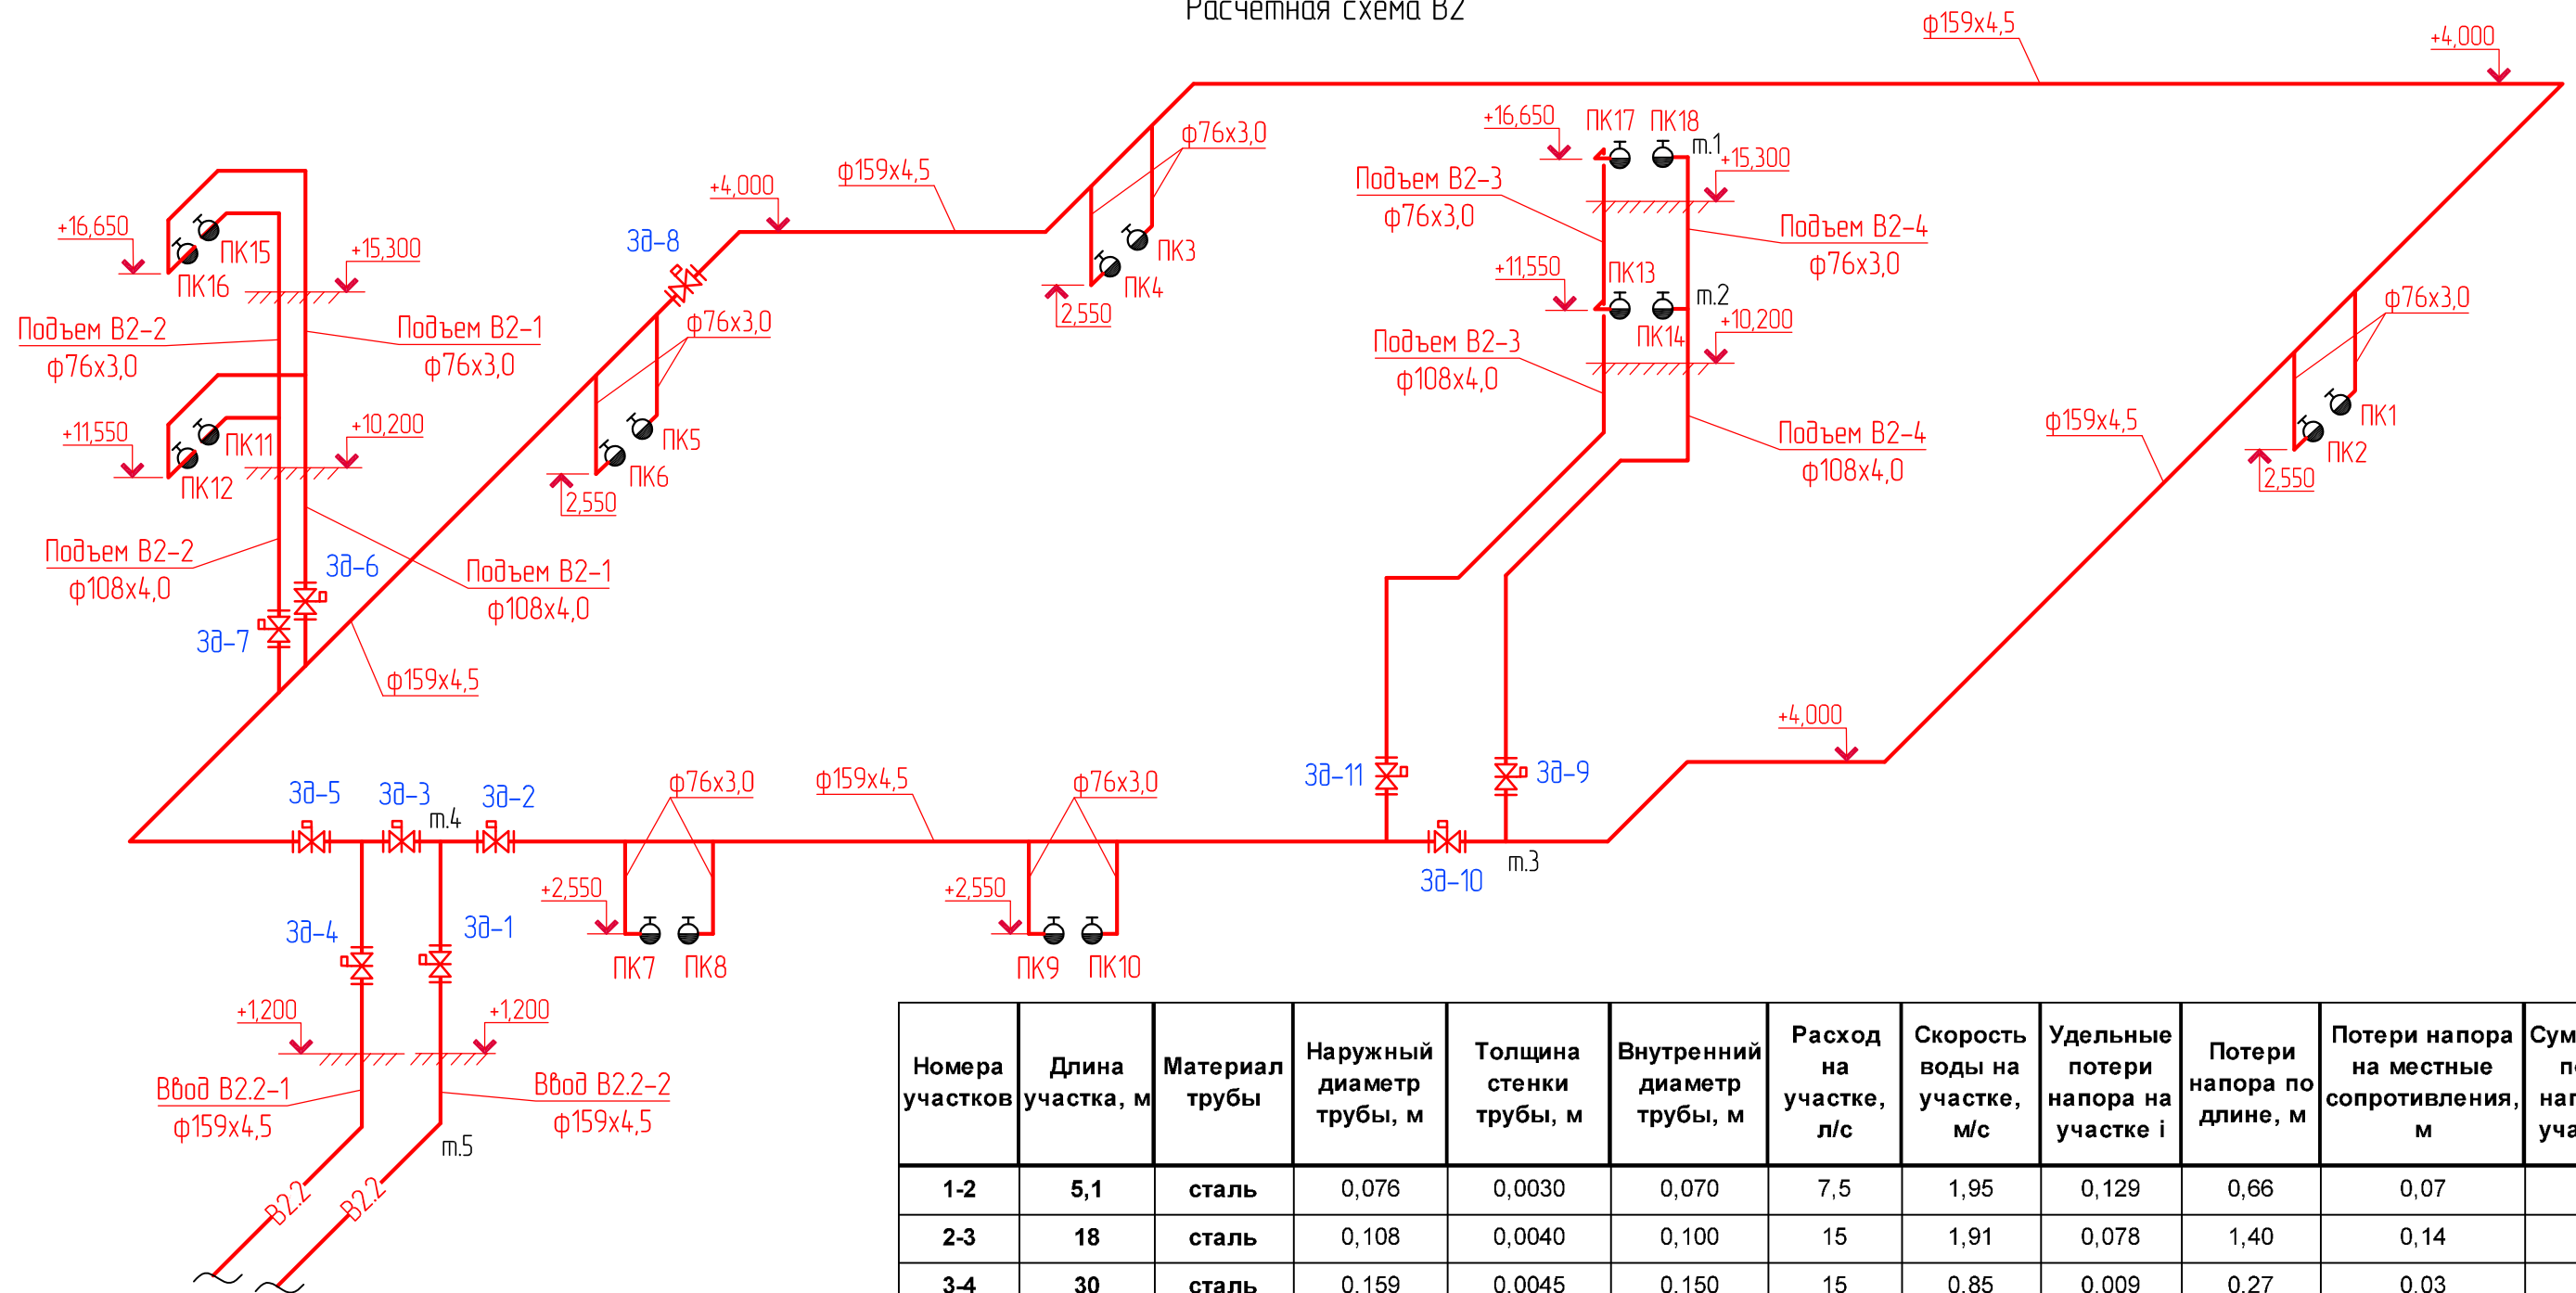 Расчетная схема В2
ф159х4,5
+4,000
+16,650
ПК17
ПК18
т.1
+15,300
ф76х3,0
ф159х4,5
+4,000
Подъем В2-3
ф76х3,0
Подъем В2-4
ф76х3,0
ПК3
ПК4
2,550
+16,650
ПК15
ПК16
+15,300
Зд-8
Подъем В2-2
ф76х3,0
Подъем В2-1
ф76х3,0
+11,550
ПК13
т.2
ПК14
+10,200
Подъем В2-3
ф108х4,0
Подъем В2-4
ф108х4,0
ф76х3,0
ПК5
ПК6
2,550
ф76х3,0
ПК1
ПК2
2,550
ф159х4,5
+11,550
ПК11
ПК12
+10,200
Подъем В2-2
ф108х4,0
Зд-6
Подъем В2-1
ф108х4,0
Зд-7
ф159х4,5
+4,000
Зд-5
Зд-3
т.4
Зд-2
ф76х3,0
ф159х4,5
ф76х3,0
Зд-11
Зд-9
Зд-10
т.3
Зд-4
Зд-1
+2,550
ПК7
ПК8
+2,550
ПК9
ПК10
+1,200
+1,200
Ввод В2.2-1
ф159х4,5
Ввод В2.2-2
ф159х4,5
т.5
В2.2
В2.2
Номера участков
Длина участка, м
Материал трубы
Наружный диаметр трубы, м
Толщина стенки трубы, м
Внутренний диаметр трубы, м
Расход на участке, л/с
Скорость воды на участке, м/с
Удельные потери напора на участке i
Потери напора по длине, м
Потери напора на местные сопротивления, м
1-2 5,1 сталь 0,076 0,0030 0,070 7,5 1,95 0,129 0,66 0,07
2-3 18 сталь 0,108 0,0040 0,100 15 1,91 0,078 1,40 0,14
3-4 30 сталь 0,159 0,0045 0,150 15 0,85 0,009 0,27 0,03